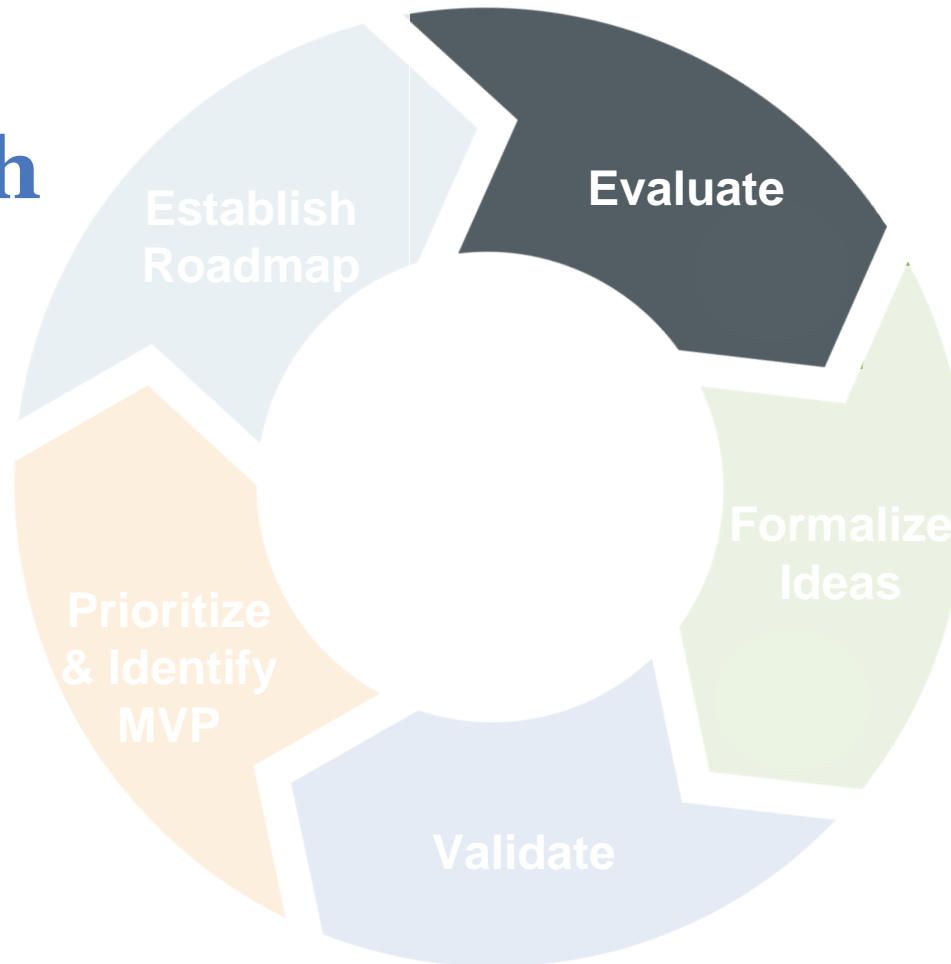 h
Establish
Roadmap
Evaluate
Formalize
Ideas
Prioritize
& Identify
MVP
Validate